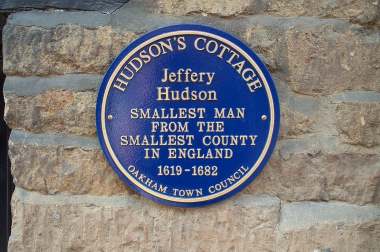 HUDSON'S COTTAGE
Jeffery
Hudson
SMALLEST MAN
FROM THE
SMALLEST COUNTY
IN ENGLAND
1619-1682
OAKHAM TOWN COUNCIL